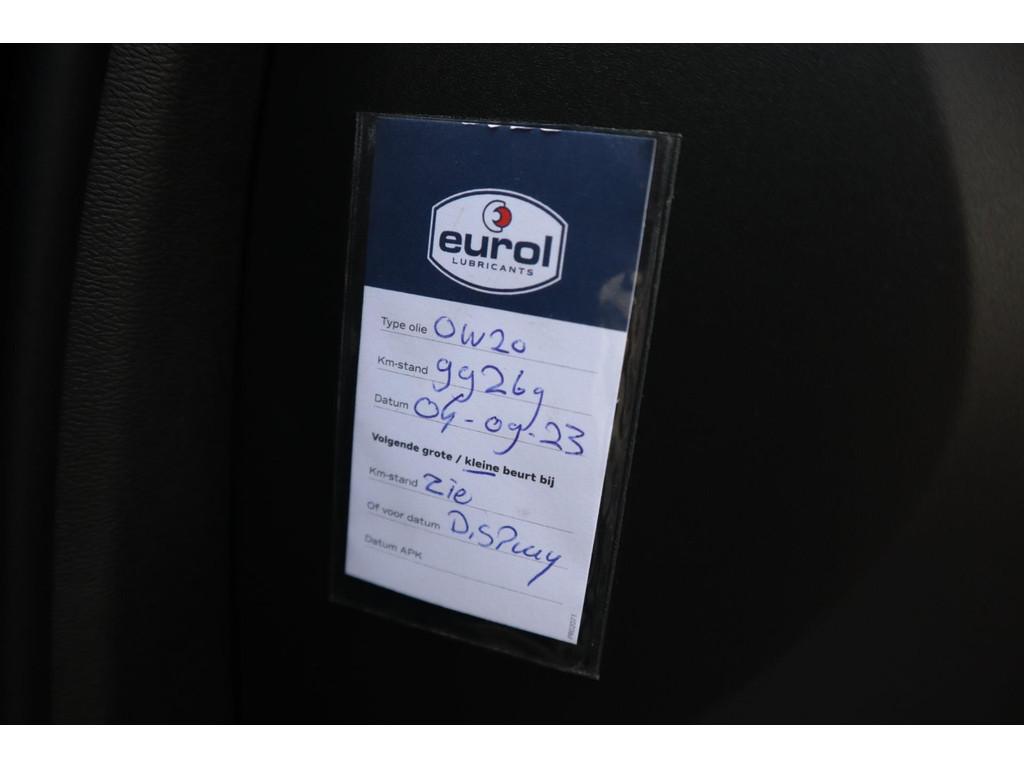 eurol
LUBRICANTS
Type olie 0W20
Km-stand 99269
Datum 04-09-23
Volgende grote / kleine beurt bij
Km-stand Zie
Of voor datum DiSPlay
Datum APK